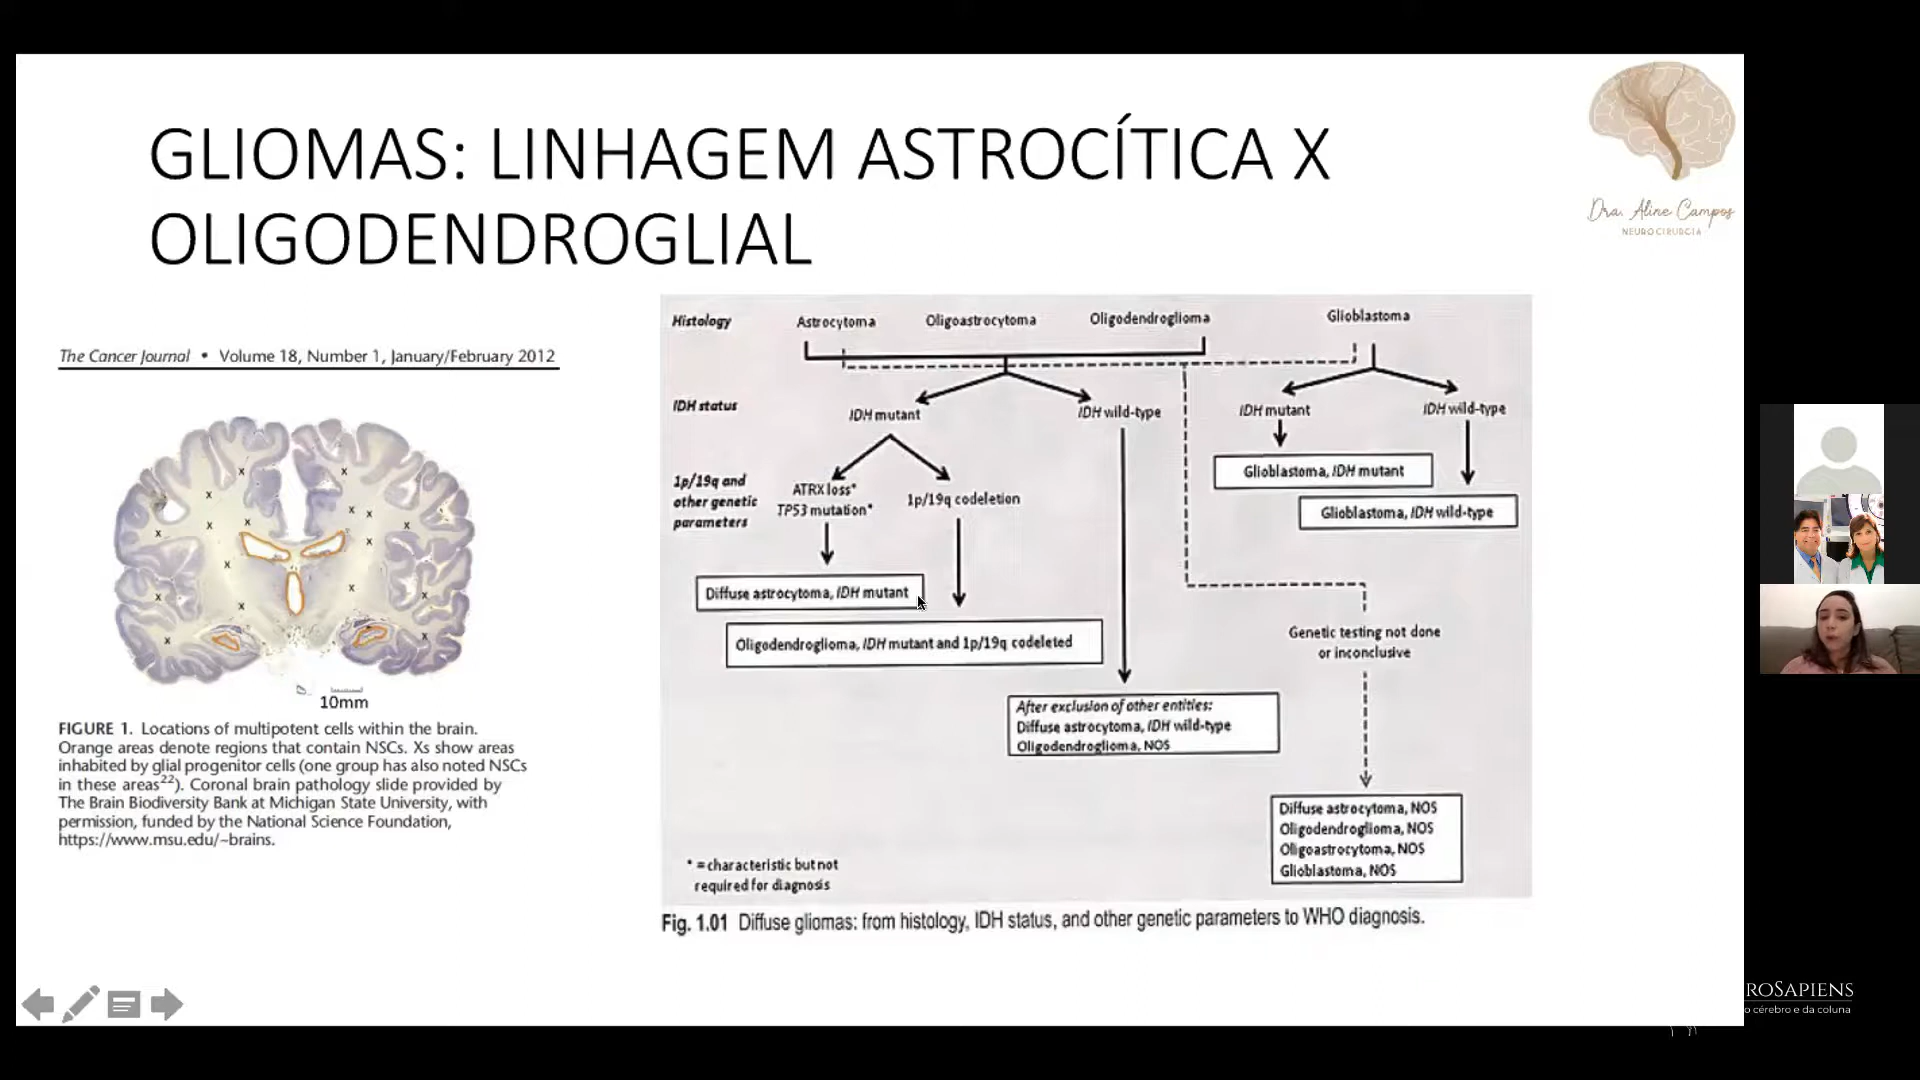 GLIOMAS: LINHAGEM ASTROCÍTICA X
OLIGODENDROGLIAL
Dra. Aline Campos
NEUROCIRURGIA
The Cancer Journal • Volume 18, Number 1, January/February 2012
10mm
FIGURE 1. Locations of multipotent cells within the brain.
Orange areas denote regions that contain NSCs. Xs show areas
inhabited by glial progenitor cells (one group has also noted NSCs
in these areas22). Coronal brain pathology slide provided by
The Brain Biodiversity Bank at Michigan State University, with
permission, funded by the National Science Foundation,
https://www.msu.edu/~brains.
Histology
Astrocytoma
Oligoastrocytoma
Oligodendroglioma
Glioblastoma
IDH status
IDH mutant
IDH wild-type
IDH mutant
IDH wild-type
1p/19q and
other genetic
parameters
ATRX loss*
TP53 mutation*
1p/19q codeletion
Glioblastoma, IDH mutant
Glioblastoma, IDH wild-type
Diffuse astrocytoma, IDH mutant
Oligodendroglioma, IDH mutant and 1p/19q codeleted
Genetic testing not done
or inconclusive
After exclusion of other entities:
Diffuse astrocytoma, IDH wild-type
Oligodendroglioma, NOS
Diffuse astrocytoma, NOS
Oligodendroglioma, NOS
Oligoastrocytoma, NOS
Glioblastoma, NOS
* = characteristic but not
required for diagnosis
Fig. 1.01 Diffuse gliomas: from histology, IDH status, and other genetic parameters to WHO diagnosis.
ROSAPIENS
o cérebro e da coluna